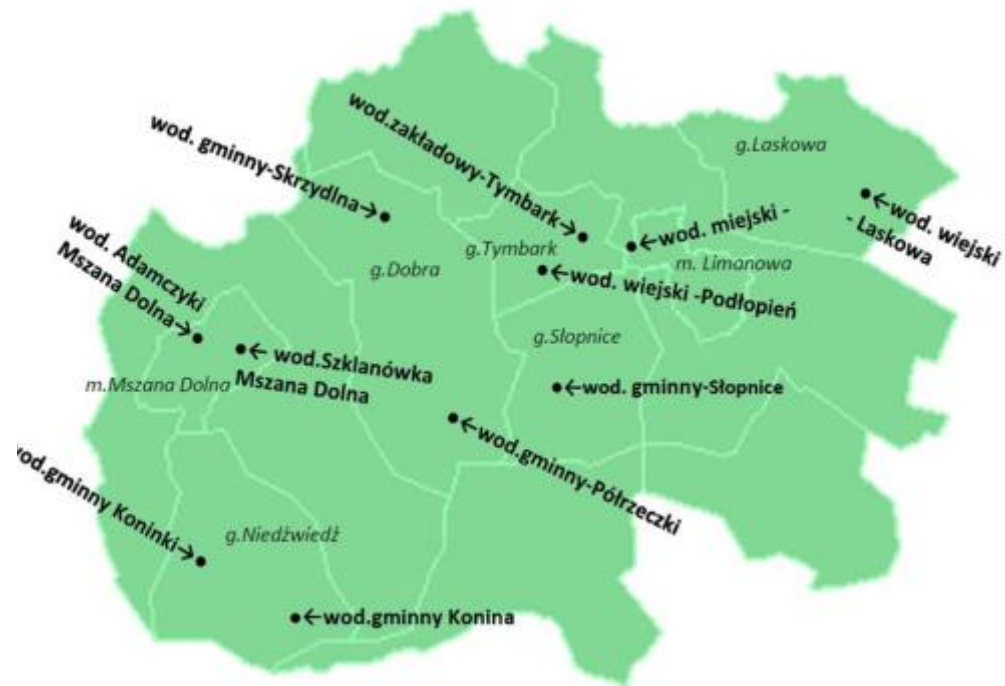 g.Laskowa
wod.zakładowy-Tymbark→
wod. gminny-Skrzydlna→
←wod. wiejski -
- Laskowa
←wod. miejski -
m. Limanowa
g.Tymbark
←wod. wiejski -Podłopień
g.Dobra
wod. Adamczyki
Mszana Dolna→
←wod.Szklanówka
Mszana Dolna
m.Mszana Dolna
g.Słopnice
←wod. gminny-Słopnice
←wod.gminny-Półrzeczki
wod.gminny Koninki→
g.Niedźwiedź
←wod.gminny Konina